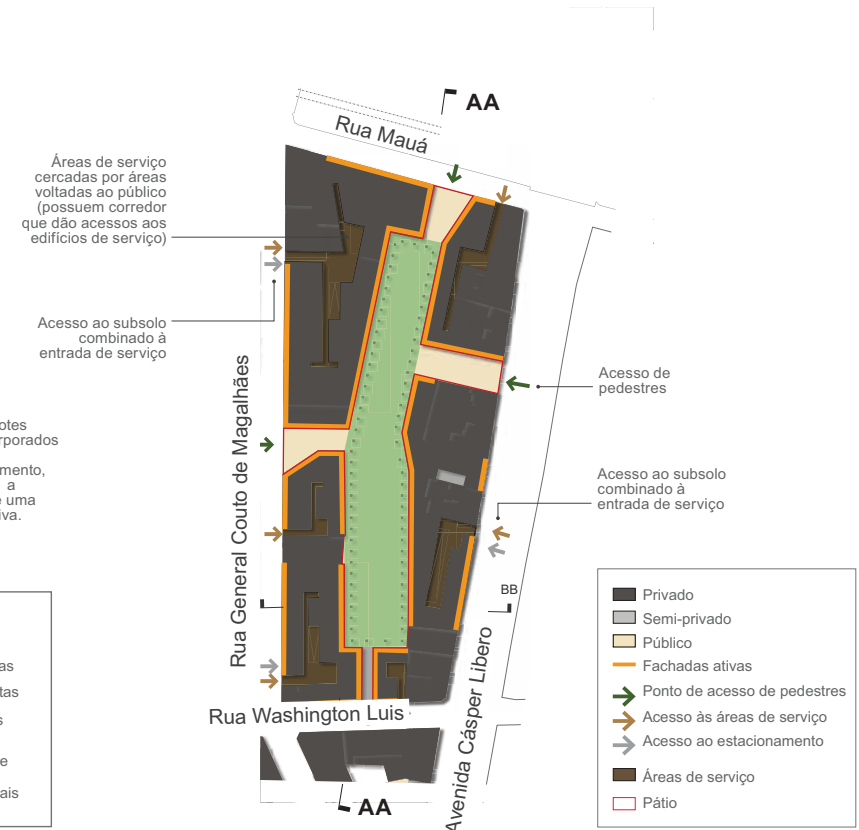 AA
Rua Mauá
Áreas de serviço
cercadas por áreas
voltadas ao público
(possuem corredor
que dão acessos aos
edifícios de serviço)
Acesso ao subsolo
combinado à
entrada de serviço
Rua General Couto de Magalhães
Acesso de
pedestres
Acesso ao subsolo
combinado à
entrada de serviço
a
e uma
BB
Avenida Cásper Libero
Rua Washington Luis
AA
Privado
Semi-privado
Público
Fachadas ativas
Ponto de acesso de pedestres
Acesso às áreas de serviço
Acesso ao estacionamento
Áreas de serviço
Pátio